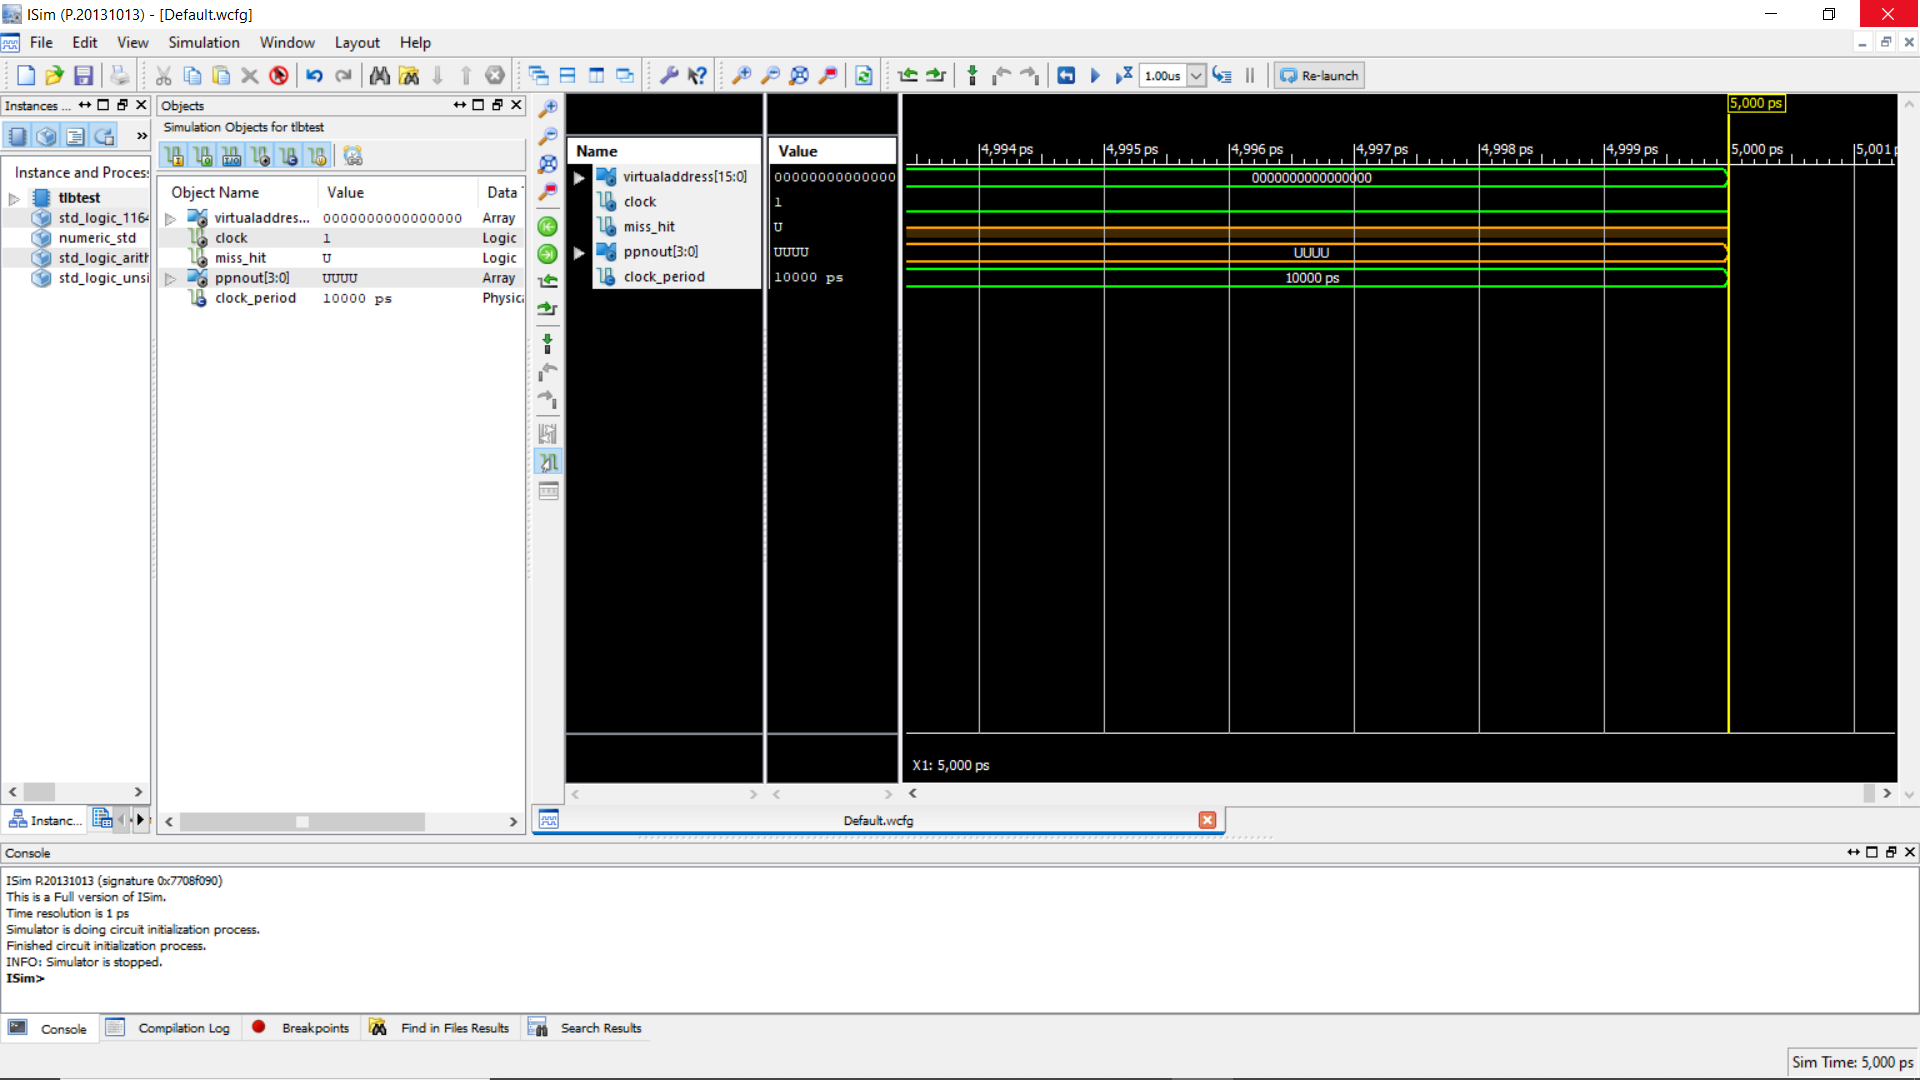 ISim (P.20131013) - [Default.wcfg]
File Edit View Simulation Window Layout Help
1.00us
Re-launch
Instances ...
Objects
Simulation Objects for tlbtest
Instance and Process
tlbtest
std_logic_1164
numeric_std
std_logic_arith
std_logic_unsi
Object Name Value Data
virtualaddres... 0000000000000000 Array
clock 1 Logic
miss_hit U Logic
ppnout[3:0] UUUU Array
clock_period 10000 ps Physica
Name Value
virtualaddress[15:0] 00000000000000
clock 1
miss_hit U
ppnout[3:0] UUUU
clock_period 10000 ps
5,000 ps
4,994 ps 4,995 ps 4,996 ps 4,997 ps 4,998 ps 4,999 ps 5,000 ps 5,001 p
0000000000000000
UUUU
10000 ps
X1: 5,000 ps
Instanc...
Default.wcfg
Console
ISim P.20131013 (signature 0x7708f090)
This is a Full version of ISim.
Time resolution is 1 ps
Simulator is doing circuit initialization process.
Finished circuit initialization process.
INFO: Simulator is stopped.
ISim>
Console Compilation Log Breakpoints Find in Files Results Search Results
Sim Time: 5,000 ps